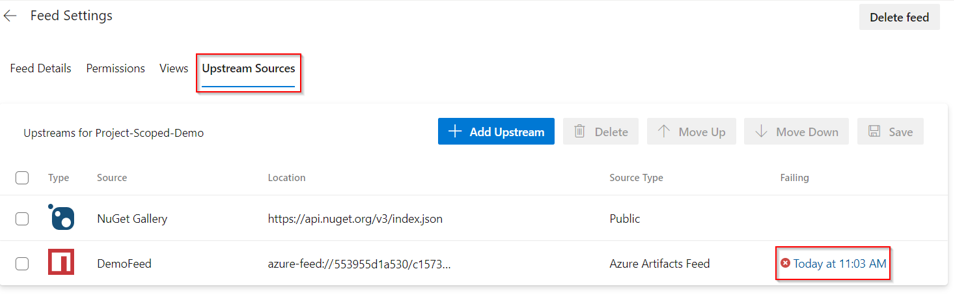 Feed Settings
Delete feed
Feed Details Permissions Views Upstream Sources
Upstreams for Project-Scoped-Demo
Add Upstream Delete Move Up Move Down Save
Type Source Location Source Type Failing
NuGet Gallery https://api.nuget.org/v3/index.json Public
DemoFeed azure-feed://553955d1a530/c1573... Azure Artifacts Feed Today at 11:03 AM